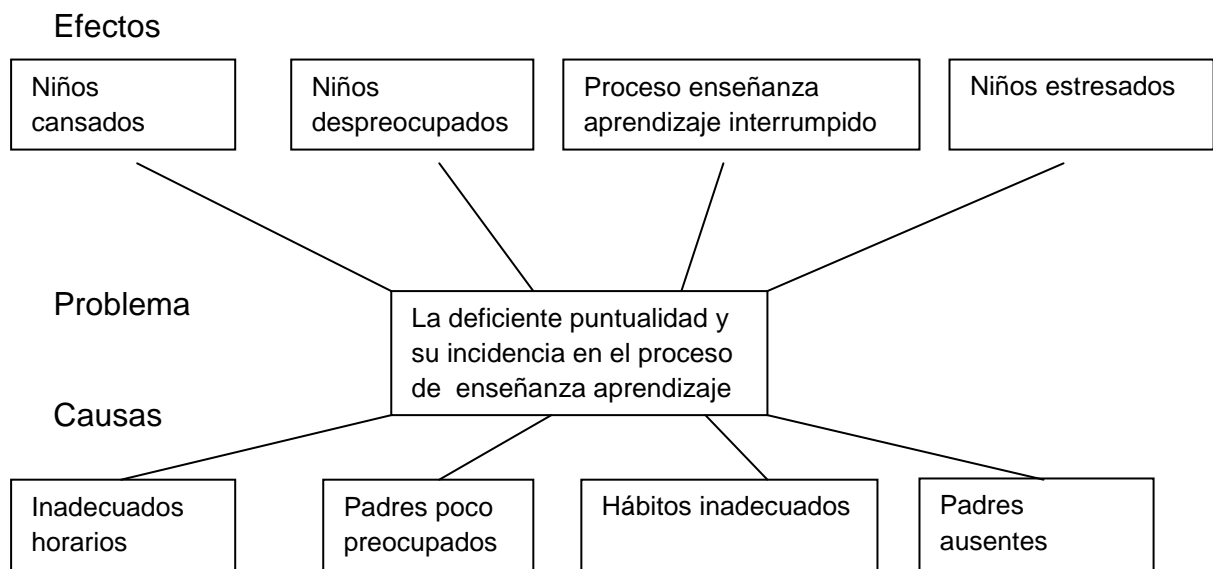 Efectos
Niños
cansados
Niños
despreocupados
Proceso enseñanza
aprendizaje interrumpido
Niños estresados
Problema
La deficiente puntualidad y
su incidencia en el proceso
de enseñanza aprendizaje
Causas
Inadecuados
horarios
Padres poco
preocupados
Hábitos inadecuados
Padres
ausentes